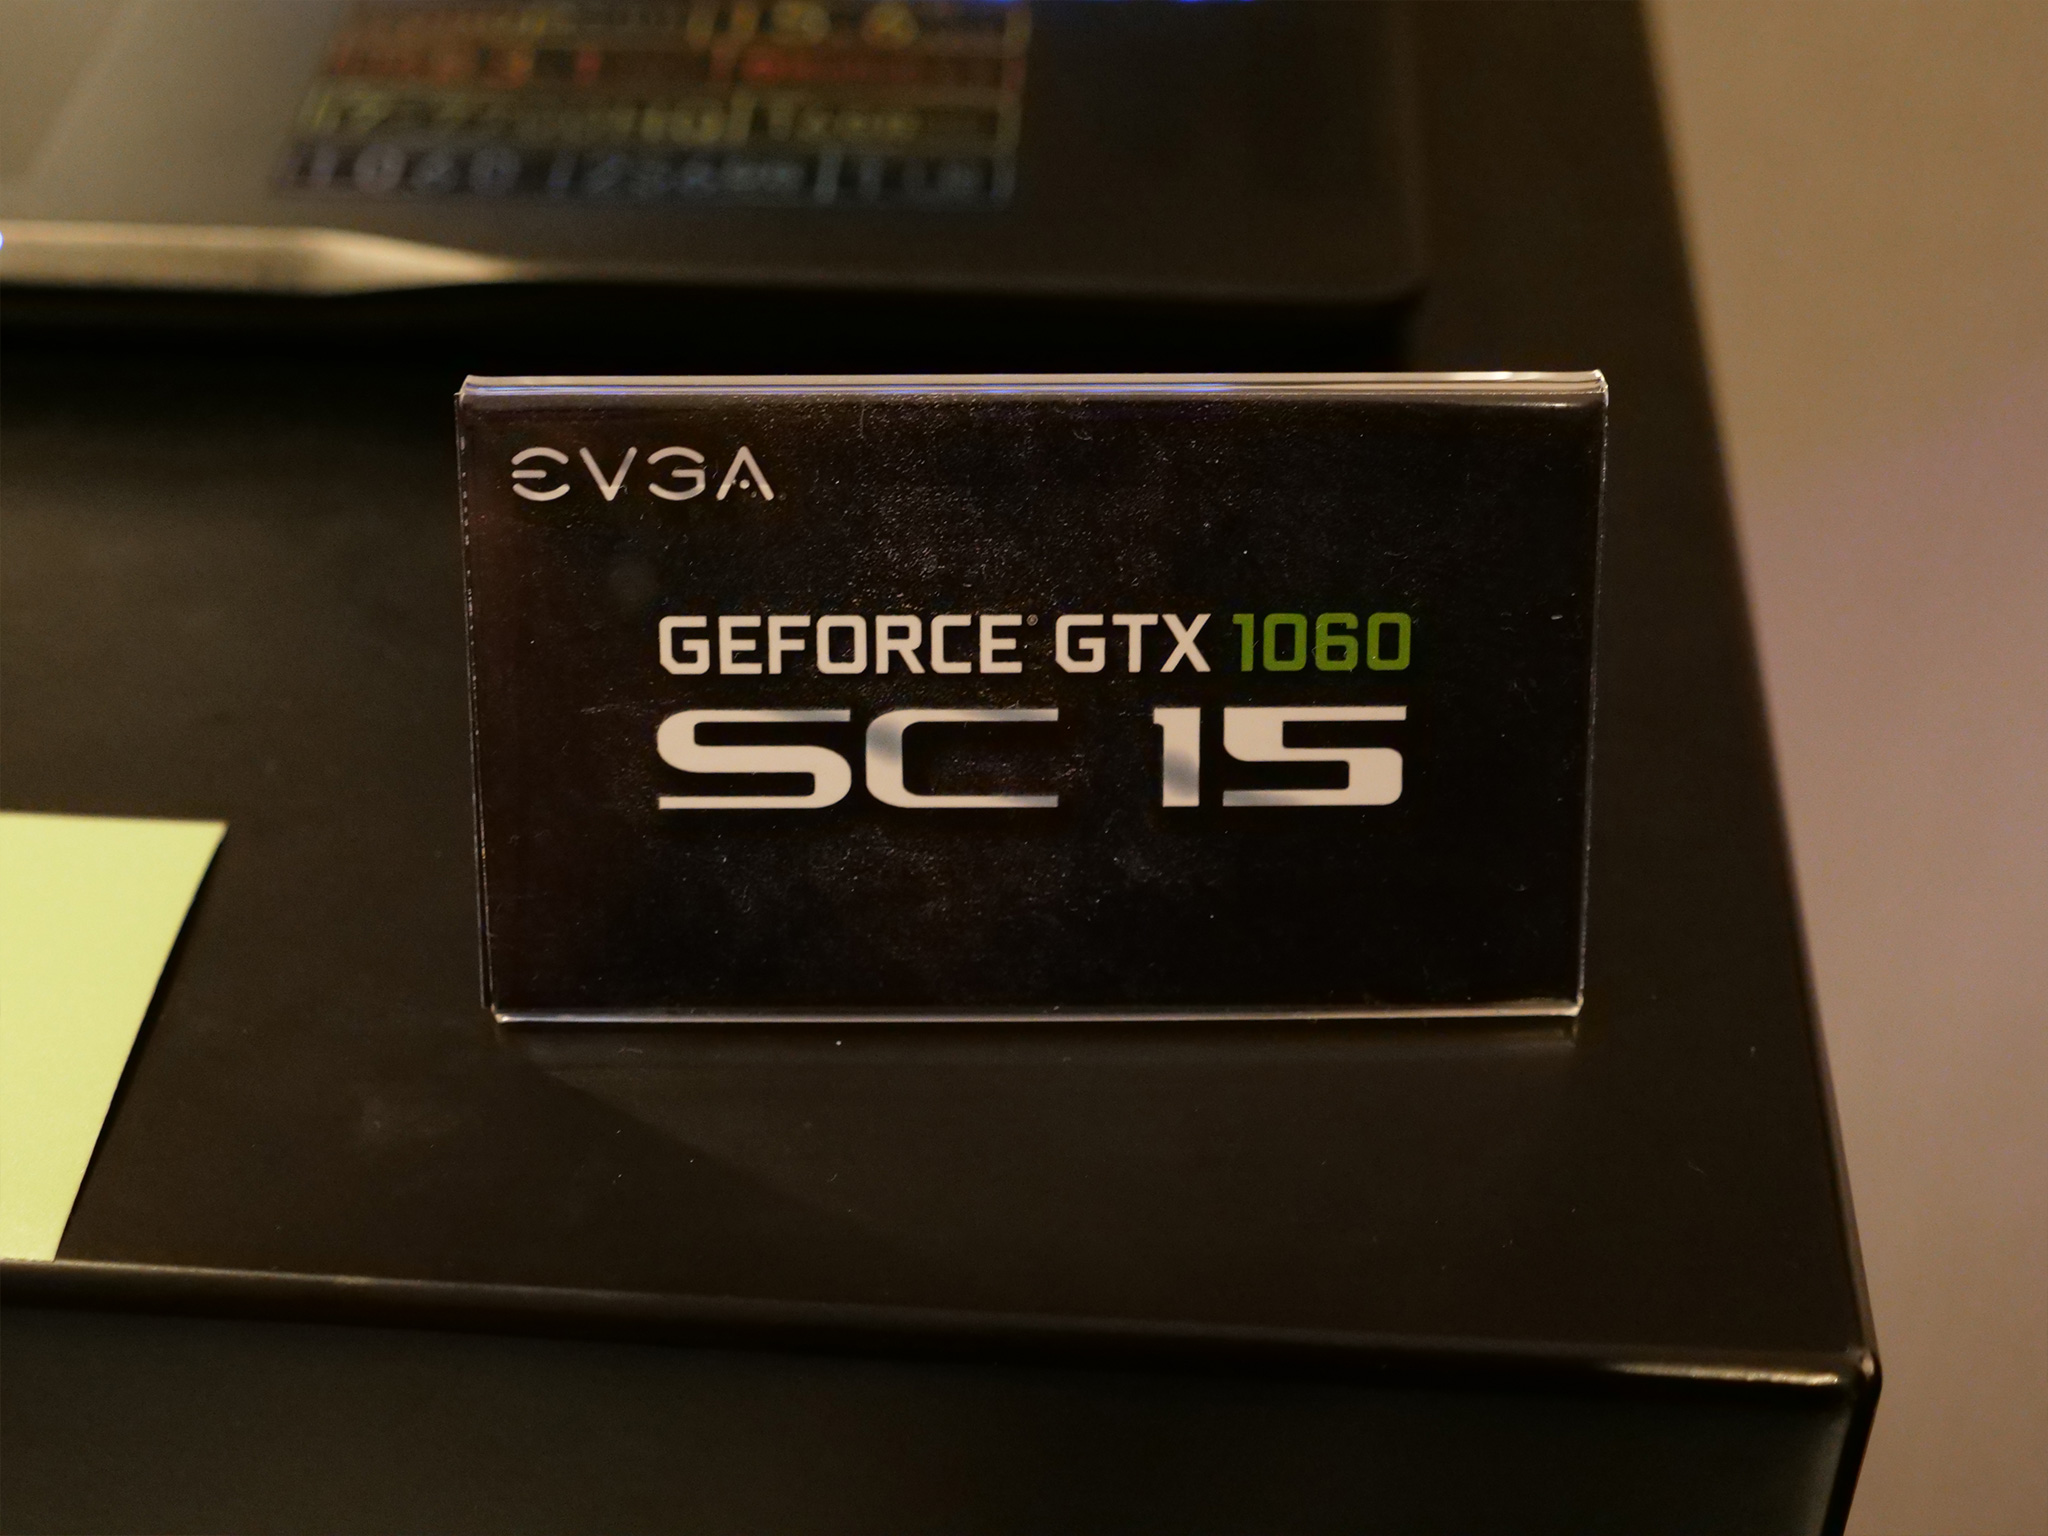 EVGA
GEFORCE® GTX 1060
SC 15